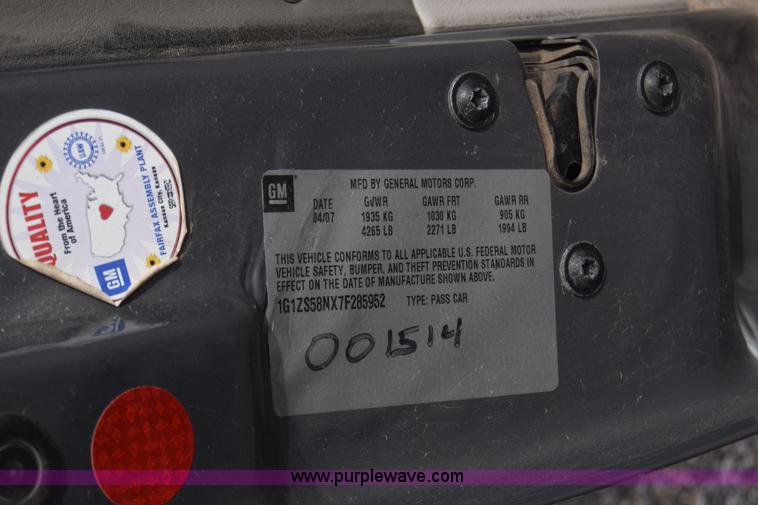 UAW
QUALITY
From the Heart
of America
FAIRFAX ASSEMBLY PLANT
Kansas City, Kansas
GM
GM
MFD BY GENERAL MOTORS CORP.
DATE GVWR GAWR FRT GAWR RR
04/07 1935 KG 1030 KG 905 KG
4265 LB 2271 LB 1994 LB
THIS VEHICLE CONFORMS TO ALL APPLICABLE U.S. FEDERAL MOTOR
VEHICLE SAFETY, BUMPER, AND THEFT PREVENTION STANDARDS IN
EFFECT ON THE DATE OF MANUFACTURE SHOWN ABOVE.
1G1ZS58NX7F285952 TYPE: PASS CAR
001514
www.purplewave.com